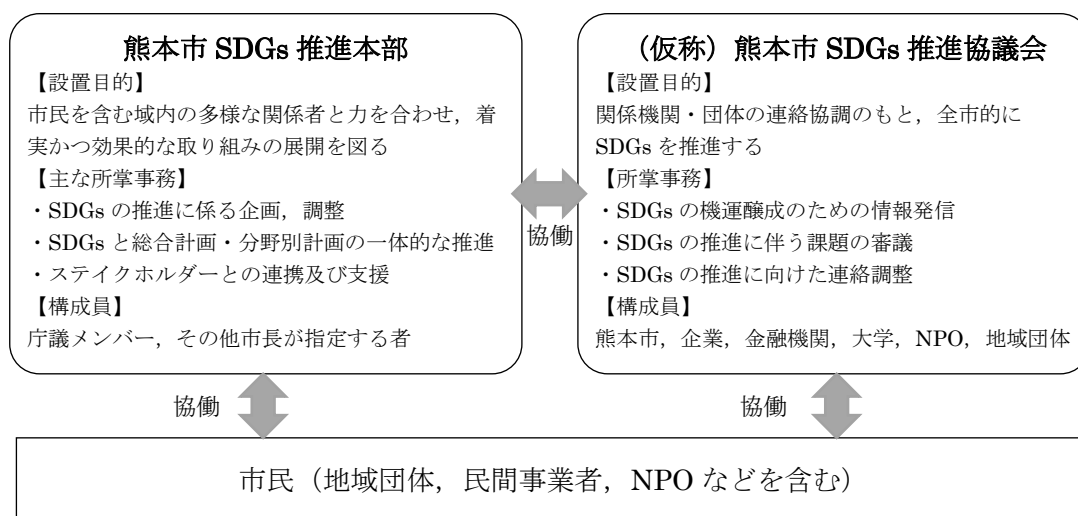 熊本市 SDGs 推進本部
【設置目的】
市民を含む域内の多様な関係者と力を合わせ，着
実かつ効果的な取り組みの展開を図る
【主な所掌事務】
・SDGs の推進に係る企画，調整
・SDGs と総合計画・分野別計画の一体的な推進
・ステイクホルダーとの連携及び支援
【構成員】
庁議メンバー，その他市長が指定する者
協働
（仮称）熊本市 SDGs 推進協議会
【設置目的】
関係機関・団体の連絡協調のもと，全市的に
SDGs を推進する
【所掌事務】
・SDGs の機運醸成のための情報発信
・SDGs の推進に伴う課題の審議
・SDGs の推進に向けた連絡調整
【構成員】
熊本市，企業，金融機関，大学，NPO，地域団体
協働
協働
市民（地域団体，民間事業者，NPO などを含む）